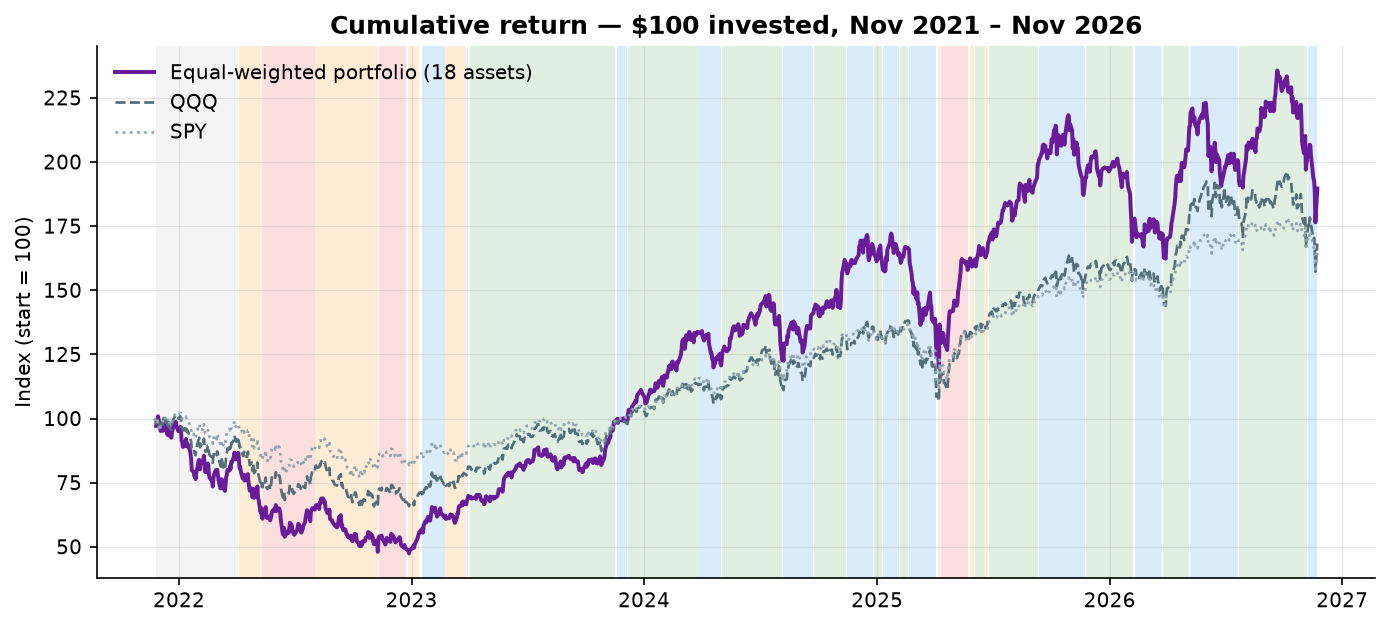 Cumulative return — $100 invested, Nov 2021 – Nov 2026
Equal-weighted portfolio (18 assets)
QQQ
SPY
Index (start = 100)
225
200
175
150
125
100
75
50
2022 2023 2024 2025 2026 2027